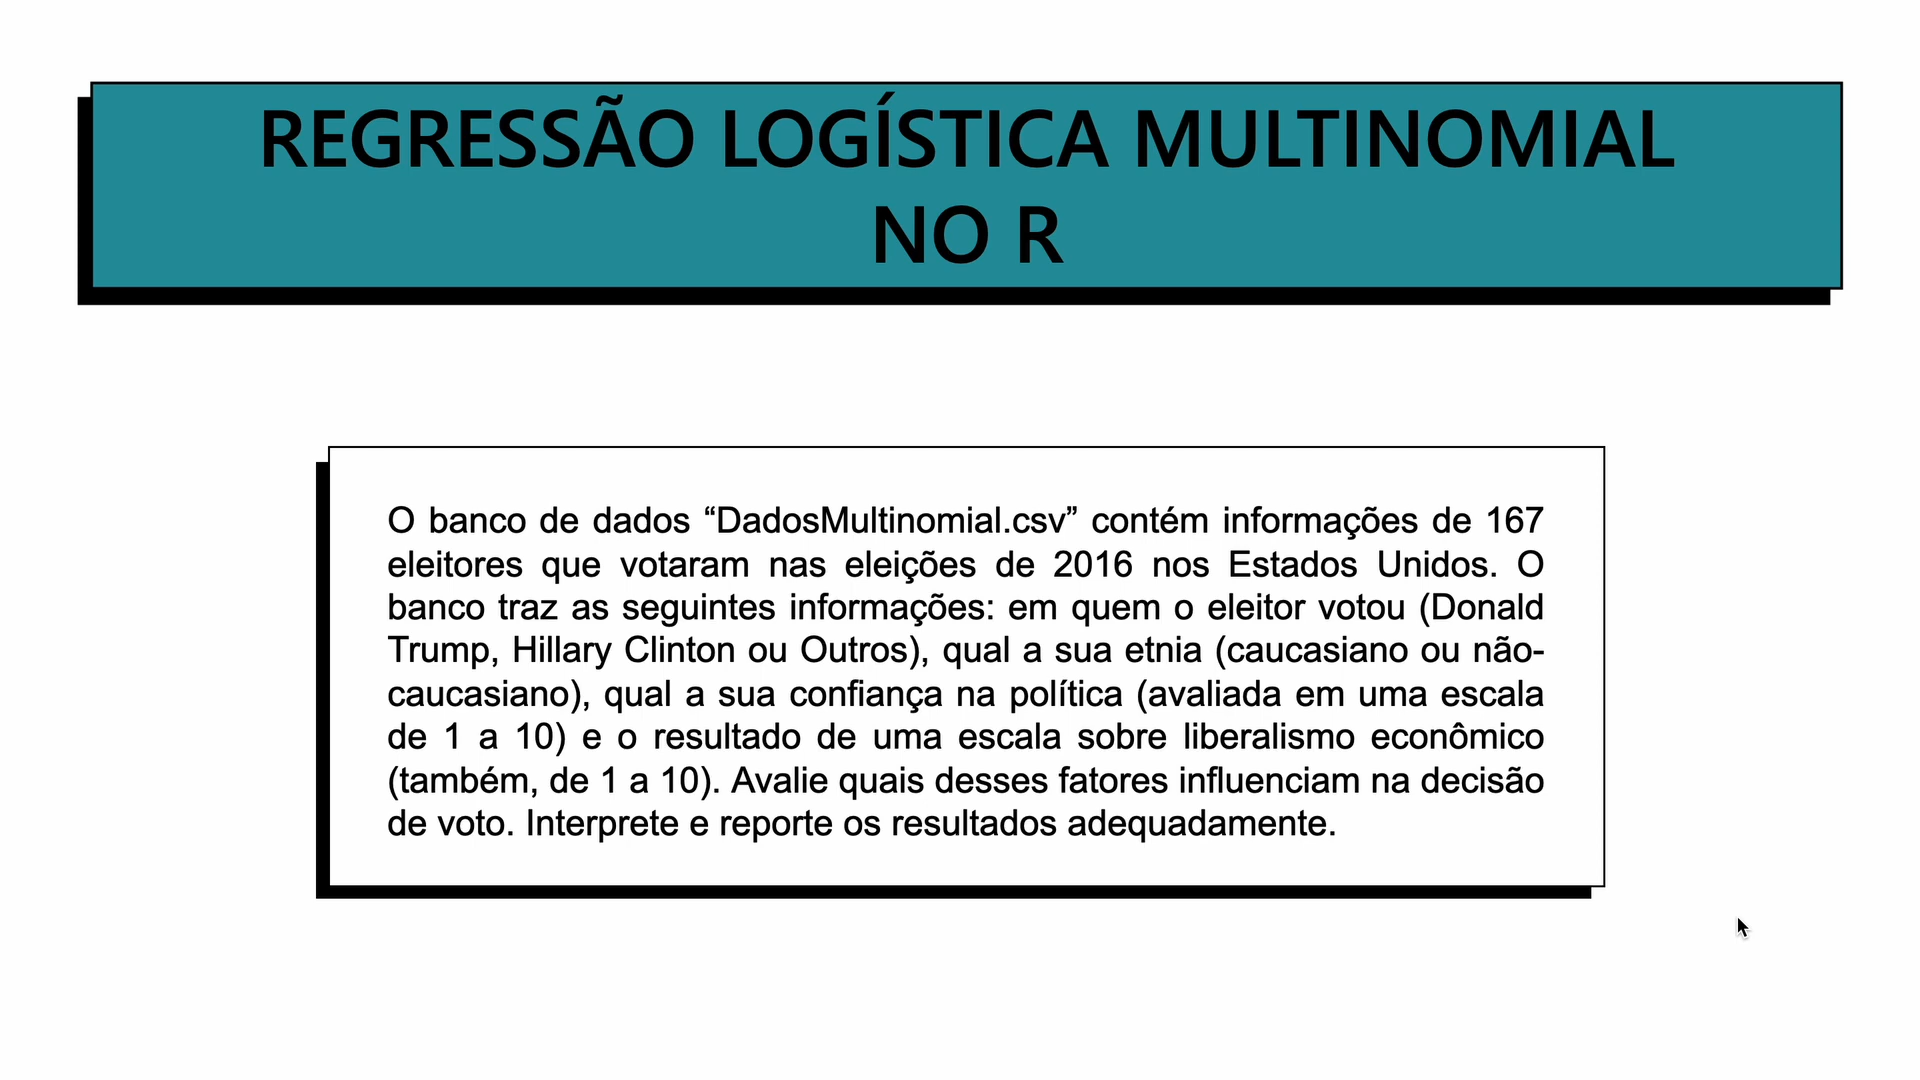 REGRESSÃO LOGÍSTICA MULTINOMIAL
NO R
O banco de dados “DadosMultinomial.csv” contém informações de 167
eleitores que votaram nas eleições de 2016 nos Estados Unidos. O
banco traz as seguintes informações: em quem o eleitor votou (Donald
Trump, Hillary Clinton ou Outros), qual a sua etnia (caucasiano ou não-
caucasiano), qual a sua confiança na política (avaliada em uma escala
de 1 a 10) e o resultado de uma escala sobre liberalismo econômico
(também, de 1 a 10). Avalie quais desses fatores influenciam na decisão
de voto. Interprete e reporte os resultados adequadamente.